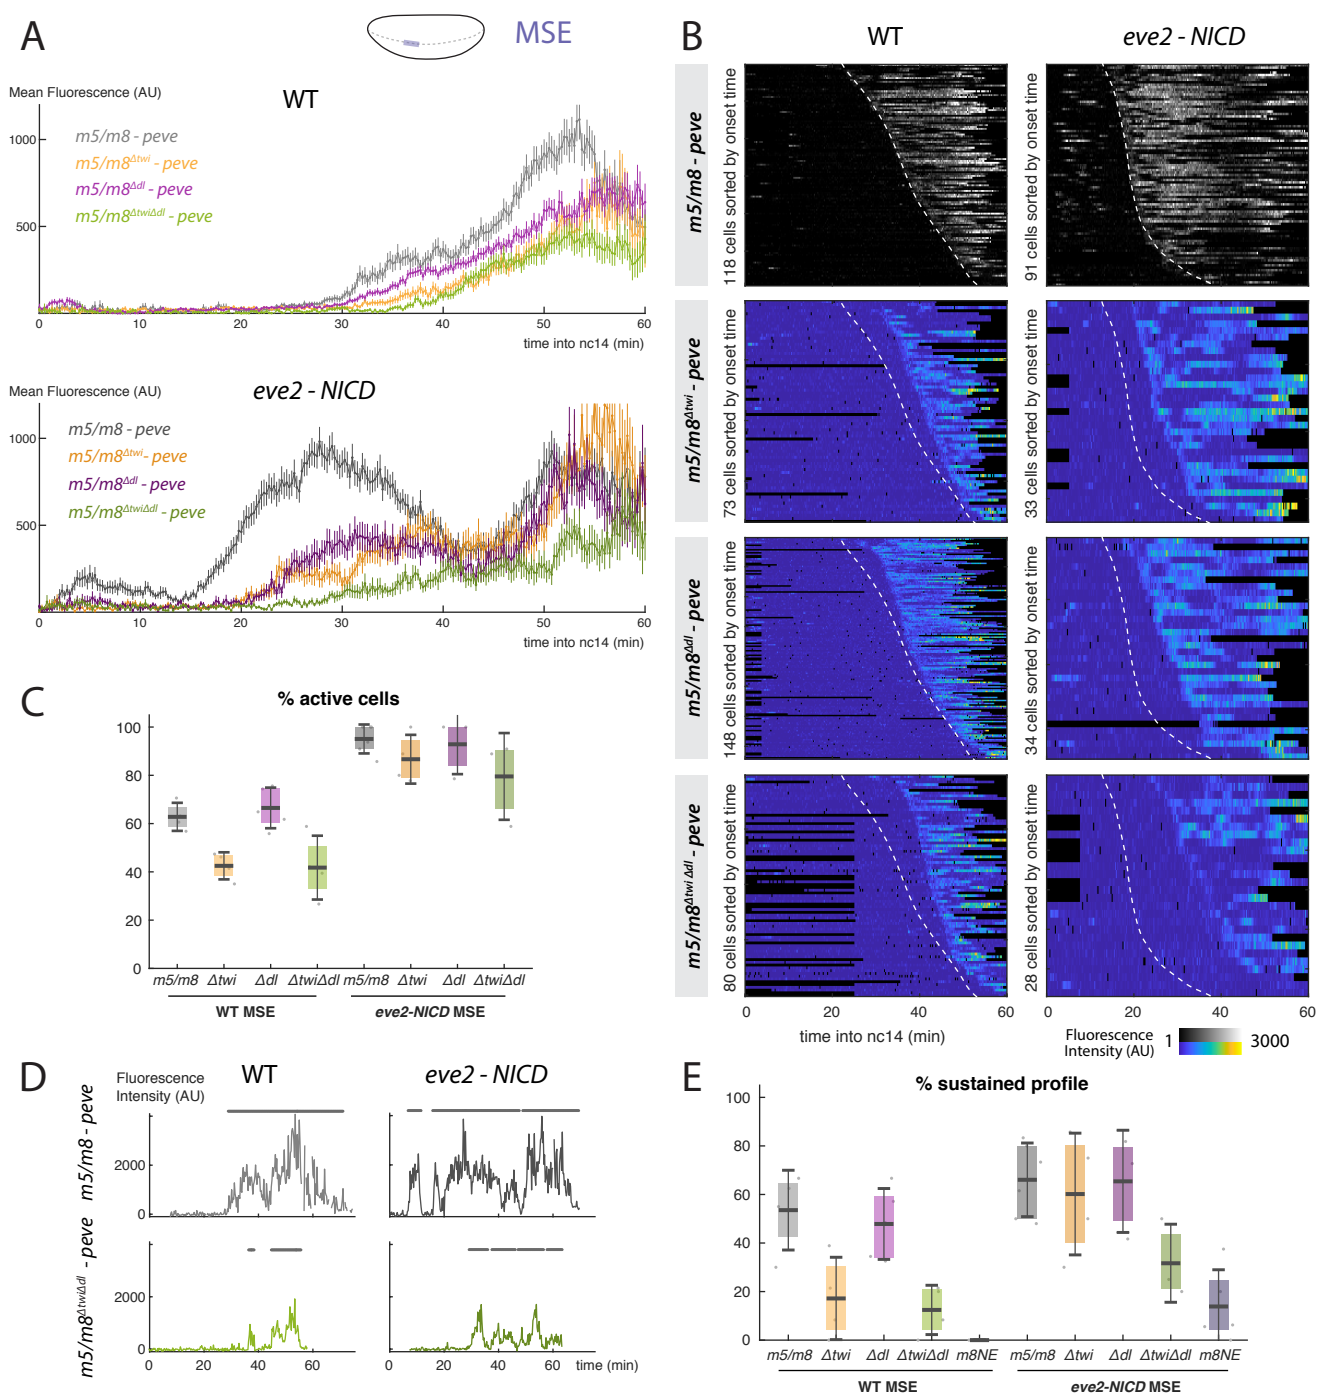 A
MSE
WT
Mean Fluorescence (AU)
1000
500
m5/m8 - peve
m5/m8Δtwi - peve
m5/m8Δdl - peve
m5/m8ΔtwiΔdl - peve
0 10 20 30 40 50 60
time into nc14 (min)
eve2 - NICD
Mean Fluorescence (AU)
1000
500
m5/m8 - peve
m5/m8Δtwi - peve
m5/m8Δdl - peve
m5/m8ΔtwiΔdl - peve
0 10 20 30 40 50 60
time into nc14 (min)
B
WT
eve2 - NICD
m5/m8 - peve
118 cells sorted by onset time
91 cells sorted by onset time
m5/m8Δtwi - peve
73 cells sorted by onset time
33 cells sorted by onset time
m5/m8Δdl - peve
148 cells sorted by onset time
34 cells sorted by onset time
m5/m8Δtwi Δdl - peve
80 cells sorted by onset time
28 cells sorted by onset time
0 20 40 60
0 20 40 60
time into nc14 (min)
Fluorescence
Intensity (AU)
1
3000
C
% active cells
100
80
60
40
20
0
m5/m8 Δtwi Δdl ΔtwiΔdl m5/m8 Δtwi Δdl ΔtwiΔdl
WT MSE
eve2-NICD MSE
D
Fluorescence
Intensity (AU)
WT
eve2 - NICD
m5/m8 - peve
2000
0
m5/m8ΔtwiΔdl - peve
2000
0
0 20 40 60
0 20 40 60
time (min)
E
% sustained profile
100
80
60
40
20
0
m5/m8 Δtwi Δdl ΔtwiΔdl m8NE m5/m8 Δtwi Δdl ΔtwiΔdl m8NE
WT MSE
eve2-NICD MSE